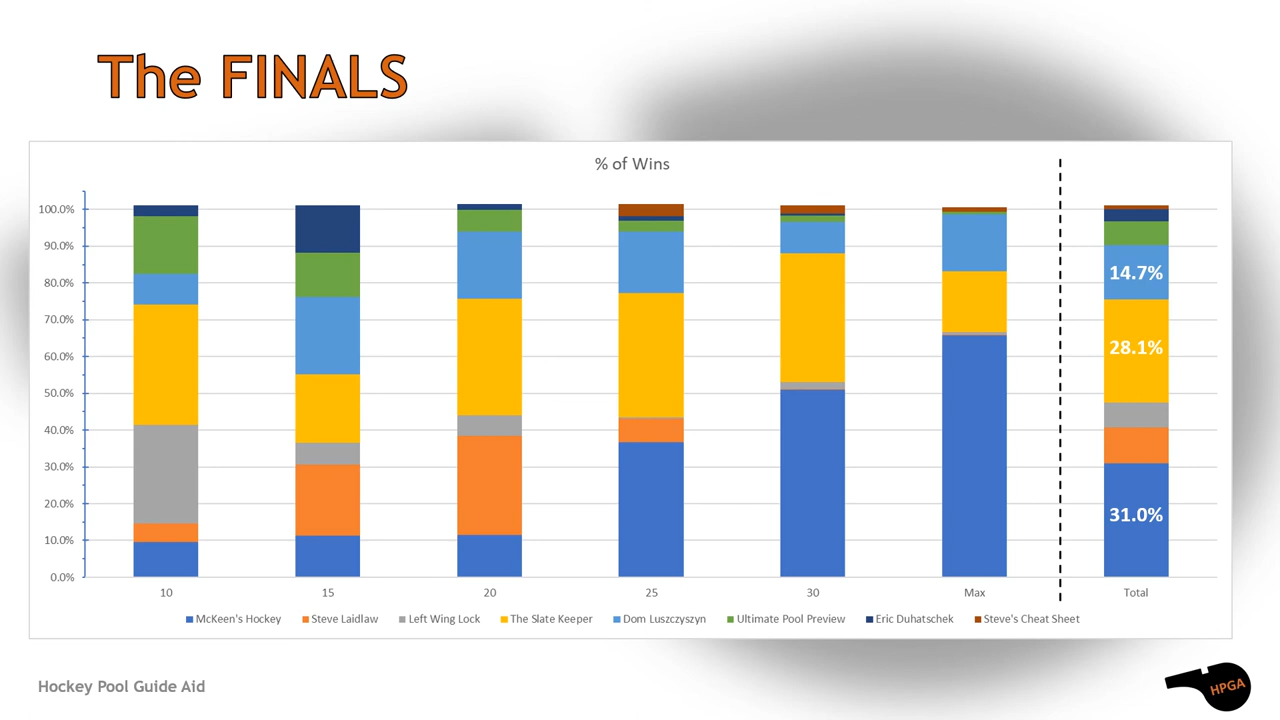 The FINALS
% of Wins
100.0%
90.0%
80.0%
70.0%
60.0%
50.0%
40.0%
30.0%
20.0%
10.0%
0.0%
14.7%
28.1%
31.0%
10 15 20 25 30 Max Total
McKeen's Hockey Steve Laidlaw Left Wing Lock The Slate Keeper Dom Luszczyszyn Ultimate Pool Preview Eric Duhatschek Steve's Cheat Sheet
Hockey Pool Guide Aid
HPGA